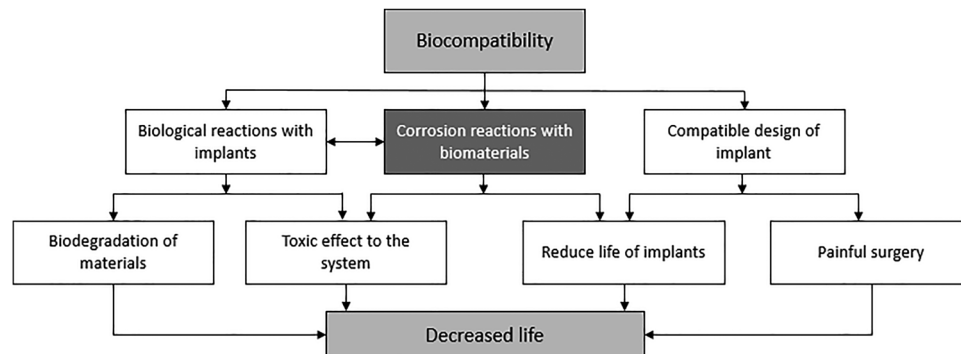 Biocompatibility
Biological reactions with
implants
Corrosion reactions with
biomaterials
Compatible design of
implant
Biodegradation of
materials
Toxic effect to the
system
Reduce life of implants
Painful surgery
Decreased life